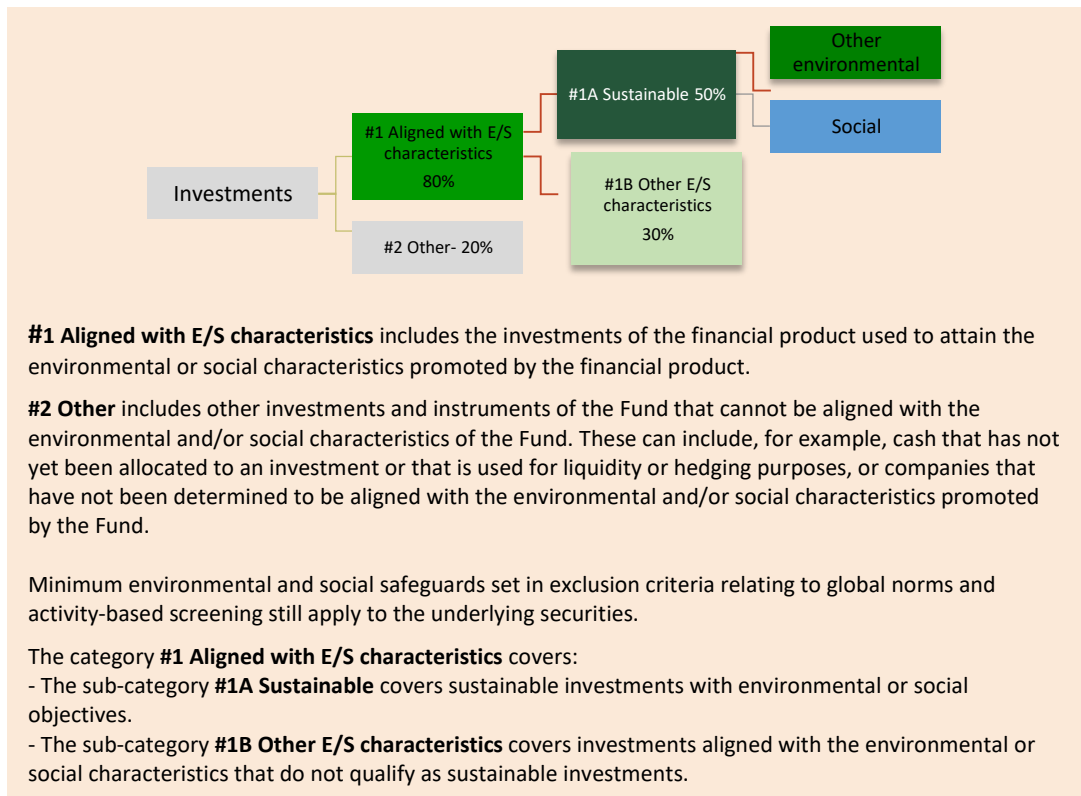 Other
environmental
#1A Sustainable 50%
Social
#1 Aligned with E/S
characteristics
80%
#1B Other E/S
characteristics
30%
Investments
#2 Other- 20%
#1 Aligned with E/S characteristics includes the investments of the financial product used to attain the
environmental or social characteristics promoted by the financial product.
#2 Other includes other investments and instruments of the Fund that cannot be aligned with the
environmental and/or social characteristics of the Fund. These can include, for example, cash that has not
yet been allocated to an investment or that is used for liquidity or hedging purposes, or companies that
have not been determined to be aligned with the environmental and/or social characteristics promoted
by the Fund.
Minimum environmental and social safeguards set in exclusion criteria relating to global norms and
activity-based screening still apply to the underlying securities.
The category #1 Aligned with E/S characteristics covers:
- The sub-category #1A Sustainable covers sustainable investments with environmental or social
objectives.
- The sub-category #1B Other E/S characteristics covers investments aligned with the environmental or
social characteristics that do not qualify as sustainable investments.